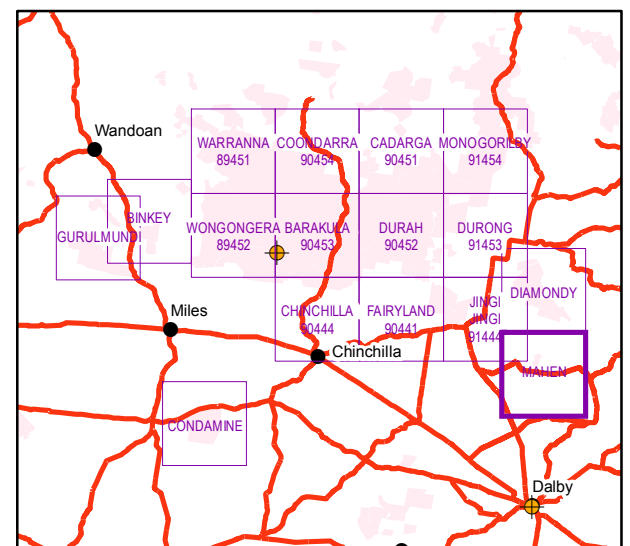 Wandoan
WARRANNA
89451
COONDARRA
90454
CADARGA
90451
MONOGORILBY
91454
BINKEY
GURULMUNDI
WONGONGERA
89452
BARAKULA
90453
DURAH
90452
DURONG
91453
DIAMONDY
Miles
CHINCHILLA
90444
FAIRYLAND
90441
JINGI
JINGI
91444
Chinchilla
MAHEN
CONDAMINE
Dalby